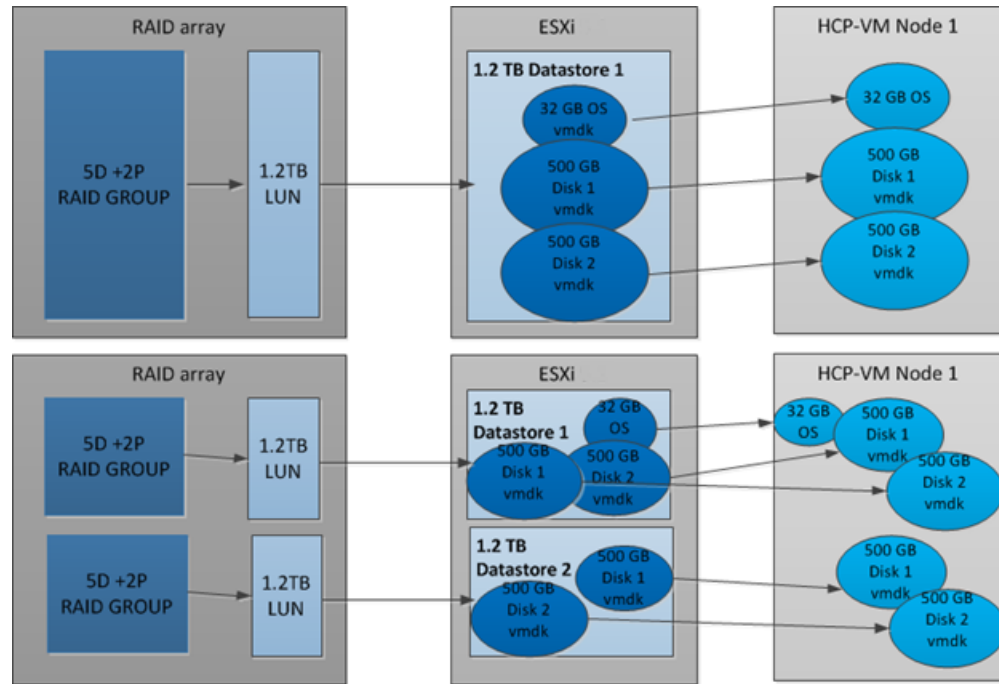 RAID array
5D +2P
RAID GROUP
1.2TB
LUN
ESXi
1.2 TB Datastore 1
32 GB OS
vmdk
500 GB
Disk 1
vmdk
500 GB
Disk 2
vmdk
HCP-VM Node 1
32 GB OS
500 GB
Disk 1
vmdk
500 GB
Disk 2
vmdk
RAID array
5D +2P
RAID GROUP
1.2TB
LUN
5D +2P
RAID GROUP
1.2TB
LUN
ESXi
1.2 TB
Datastore 1
32 GB
OS
500 GB
Disk 1
vmdk
500 GB
Disk 2
vmdk
1.2 TB
Datastore 2
500 GB
Disk 1
vmdk
500 GB
Disk 2
vmdk
HCP-VM Node 1
32 GB
OS
500 GB
Disk 1
vmdk
500 GB
Disk 2
vmdk
500 GB
Disk 1
vmdk
500 GB
Disk 2
vmdk